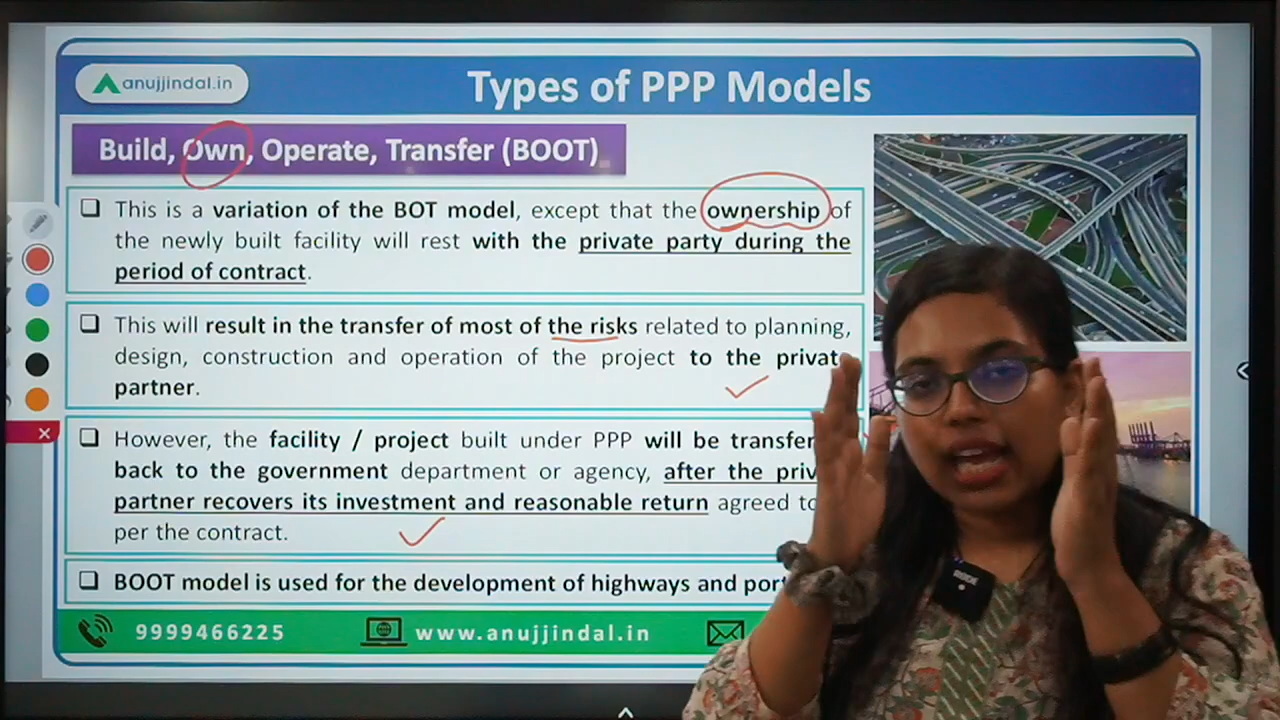 anujjindal.in
Types of PPP Models
Build, Own, Operate, Transfer (BOOT)
This is a variation of the BOT model, except that the ownership of
the newly built facility will rest with the private party during the
period of contract.
This will result in the transfer of most of the risks related to planning,
design, construction and operation of the project to the privat
partner.
However, the facility / project built under PPP will be transfer
back to the government department or agency, after the priv
partner recovers its investment and reasonable return agreed to
per the contract.
BOOT model is used for the development of highways and por
9999466225
www.anujjindal.in